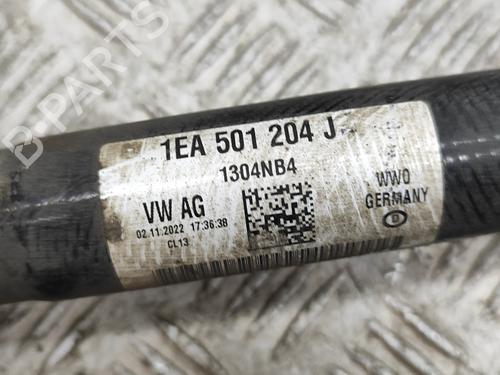 B-PARTS
1EA 501 204 J
1304NB4
VW AG
WWO
GERMANY
02.11.2022 17:36:38
CL13